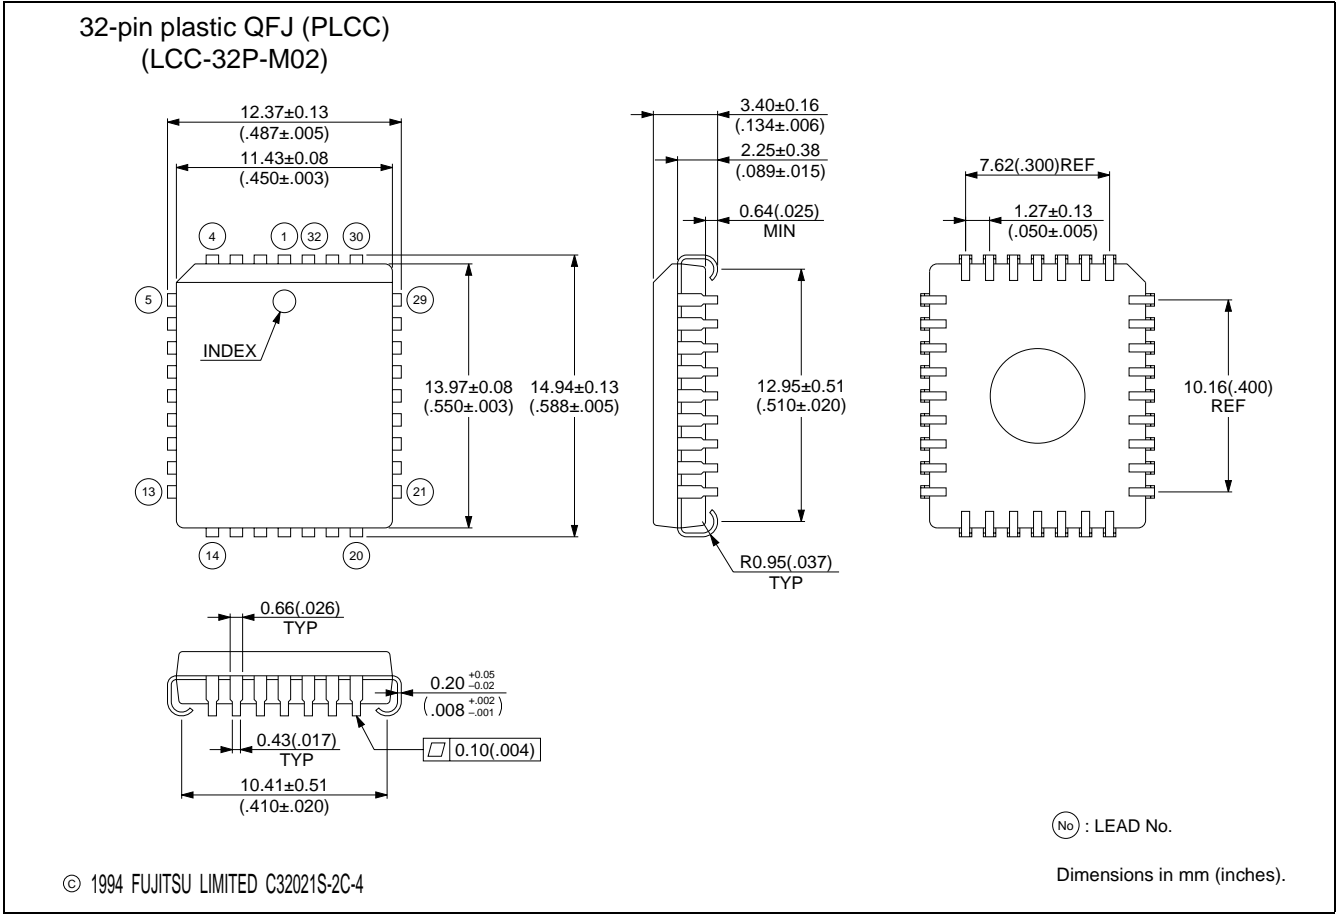 32-pin plastic QFJ (PLCC)
(LCC-32P-M02)
12.37±0.13
(.487±.005)
11.43±0.08
(.450±.003)
4
1
32
30
5
29
INDEX
13.97±0.08
(.550±.003)
14.94±0.13
(.588±.005)
13
21
14
20
3.40±0.16
(.134±.006)
2.25±0.38
(.089±.015)
0.64(.025)
MIN
12.95±0.51
(.510±.020)
R0.95(.037)
TYP
7.62(.300)REF
1.27±0.13
(.050±.005)
10.16(.400)
REF
0.66(.026)
TYP
0.20 +0.05 –0.02
(.008 +.002 –.001)
0.43(.017)
TYP
0.10(.004)
10.41±0.51
(.410±.020)
No : LEAD No.
Dimensions in mm (inches).
© 1994 FUJITSU LIMITED C32021S-2C-4